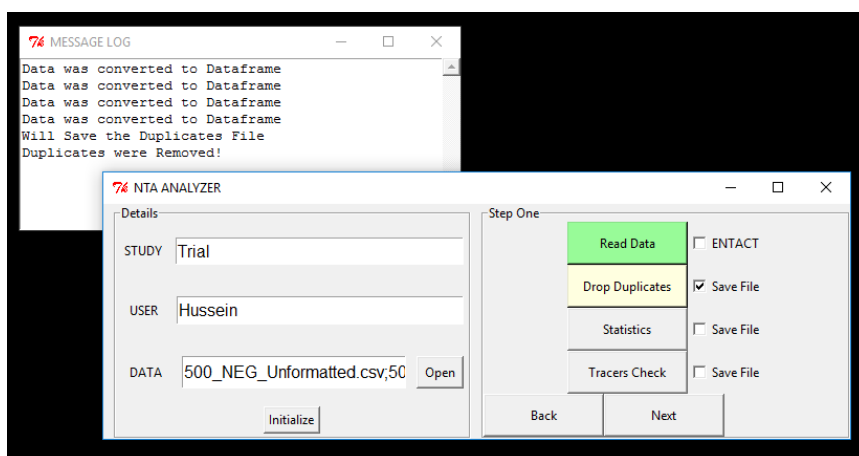 MESSAGE LOG
Data was converted to Dataframe
Data was converted to Dataframe
Data was converted to Dataframe
Data was converted to Dataframe
Will Save the Duplicates File
Duplicates were Removed!
NTA ANALYZER
Details
STUDY Trial
USER Hussein
DATA 500_NEG_Unformatted.csv;50 Open
Initialize
Step One
Read Data ENTACT
Drop Duplicates Save File
Statistics Save File
Tracers Check Save File
Back Next